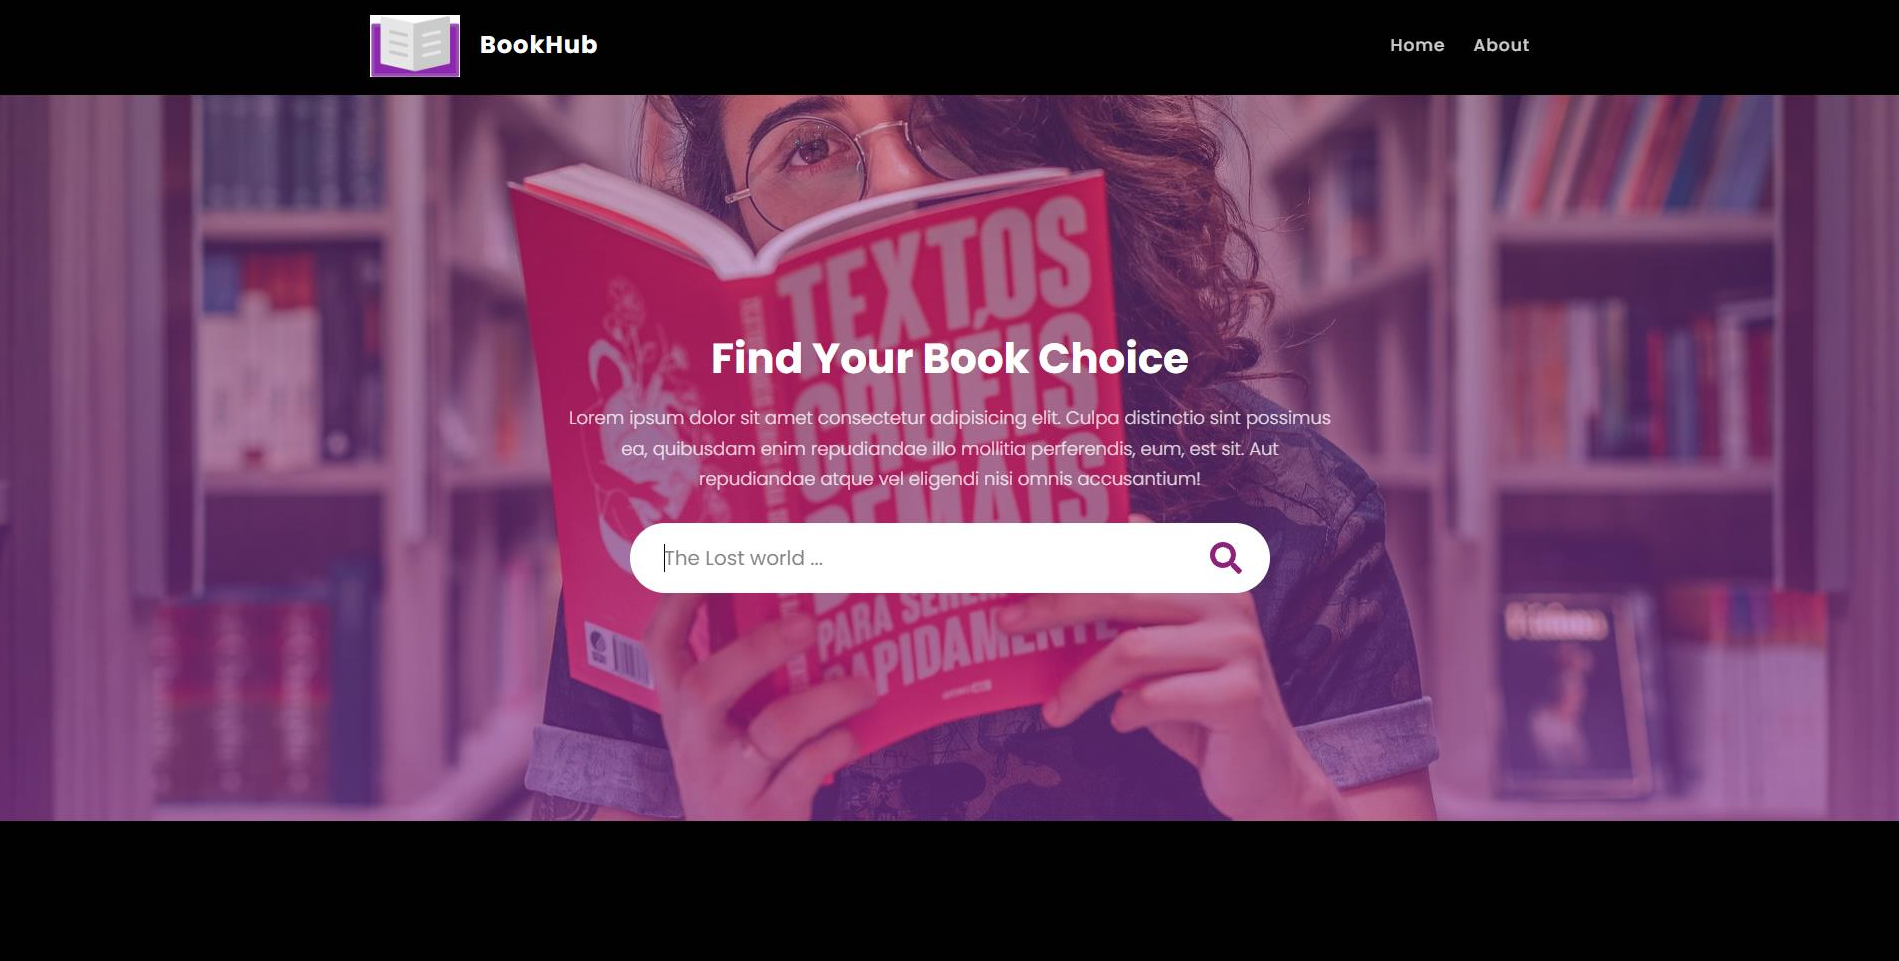 BookHub
Home
About
TEXTOS
CRUÉIS
DEMAIS
PARA SEREM
RAPIDAMENTE
Find Your Book Choice
Lorem ipsum dolor sit amet consectetur adipisicing elit. Culpa distinctio sint possimus
ea, quibusdam enim repudiandae illo mollitia perferendis, eum, est sit. Aut
repudiandae atque vel eligendi nisi omnis accusantium!
The Lost world ...